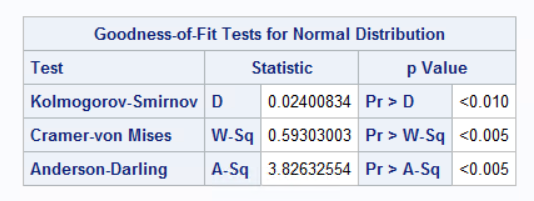 Goodness-of-Fit Tests for Normal Distribution
Test Statistic p Value
Kolmogorov-Smirnov D 0.02400834 Pr > D <0.010
Cramer-von Mises W-Sq 0.59303003 Pr > W-Sq <0.005
Anderson-Darling A-Sq 3.82632554 Pr > A-Sq <0.005